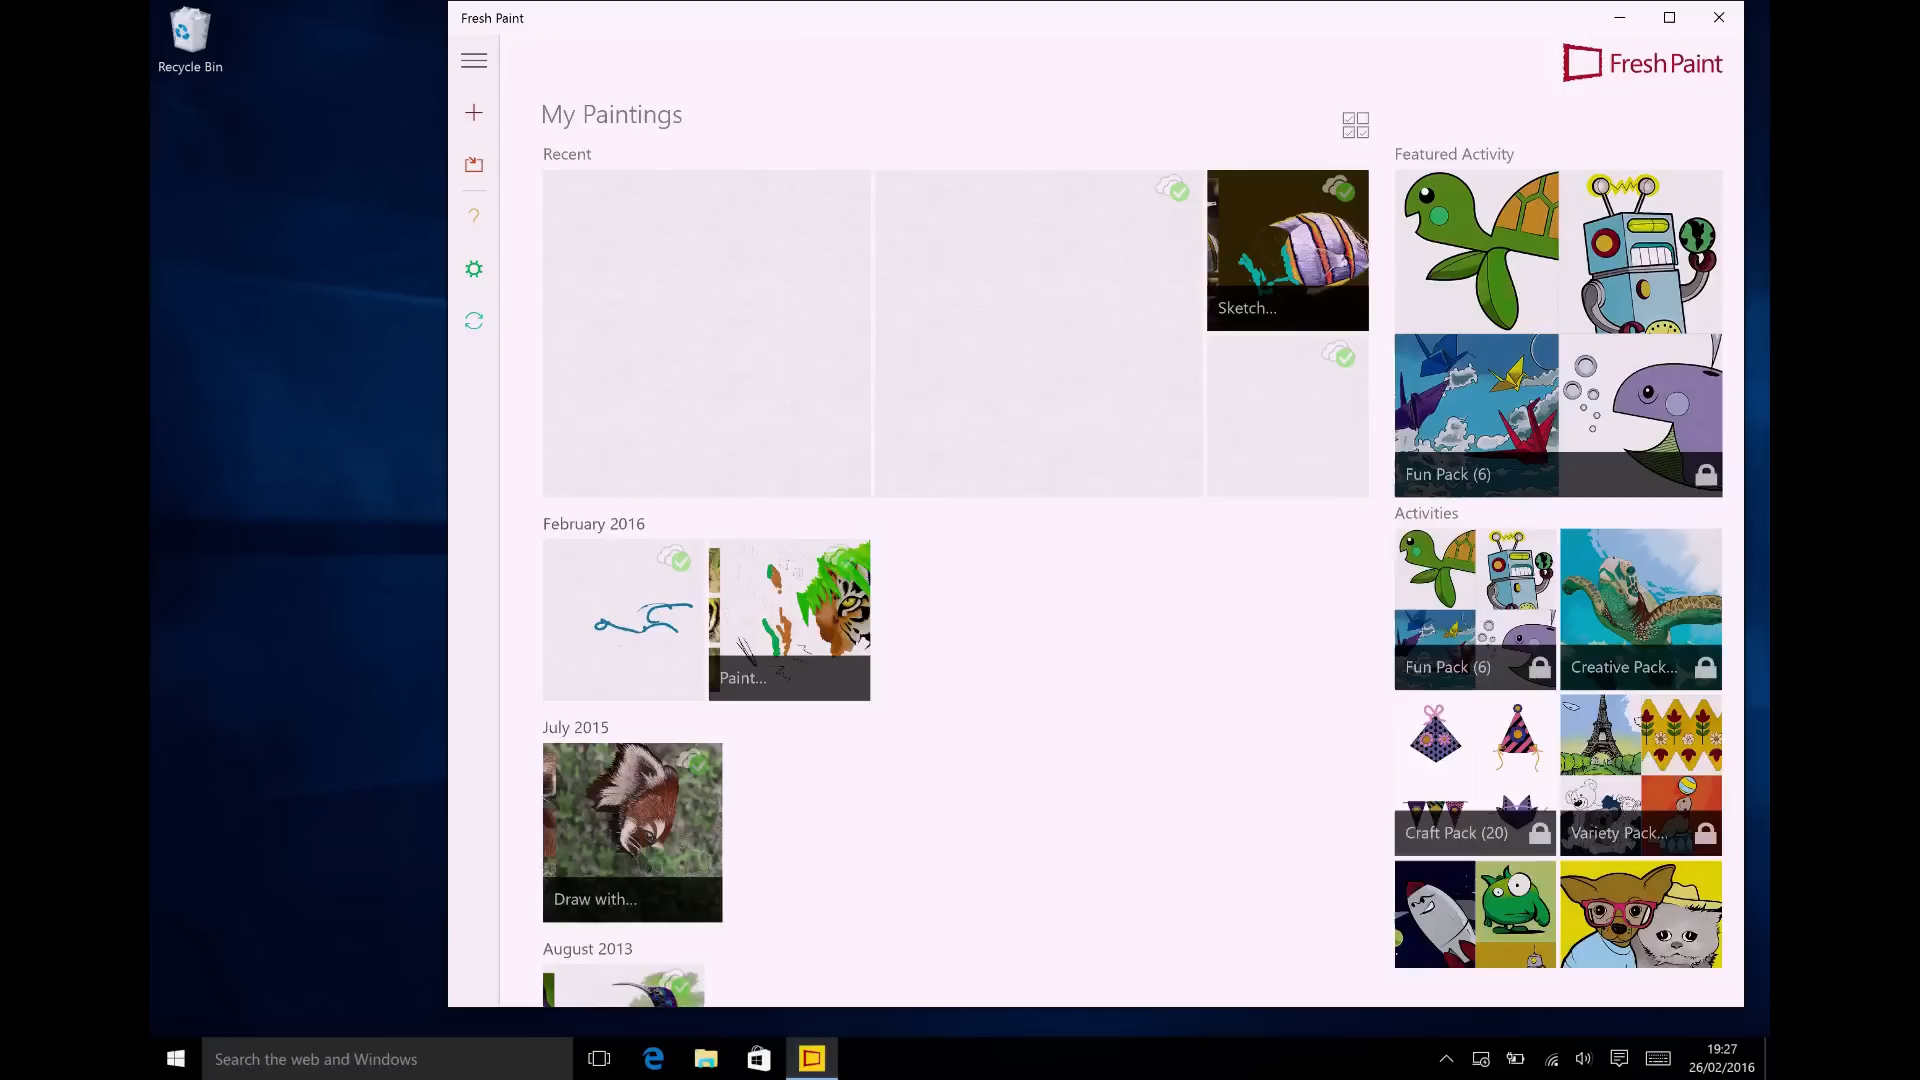 Fresh Paint
Recycle Bin
Fresh Paint
My Paintings
Recent
Featured Activity
Sketch...
Fun Pack (6)
February 2016
Activities
Paint...
Fun Pack (6)
Creative Pack...
July 2015
Craft Pack (20)
Variety Pack...
Draw with...
August 2013
Search the web and Windows
19:27
26/02/2016